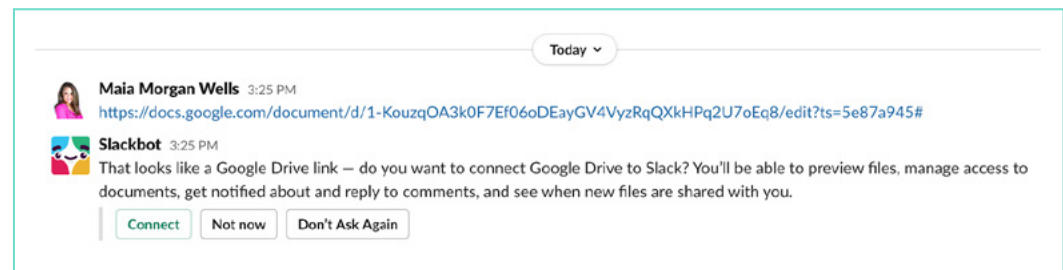 Today
Maia Morgan Wells 3:25 PM
https://docs.google.com/document/d/1-KouzqOA3k0F7Ef06oDEayGV4VyzRqQXkHPq2U7oEq8/edit?ts=5e87a945#
Slackbot 3:25 PM
That looks like a Google Drive link — do you want to connect Google Drive to Slack? You'll be able to preview files, manage access to
documents, get notified about and reply to comments, and see when new files are shared with you.
Connect Not now Don't Ask Again